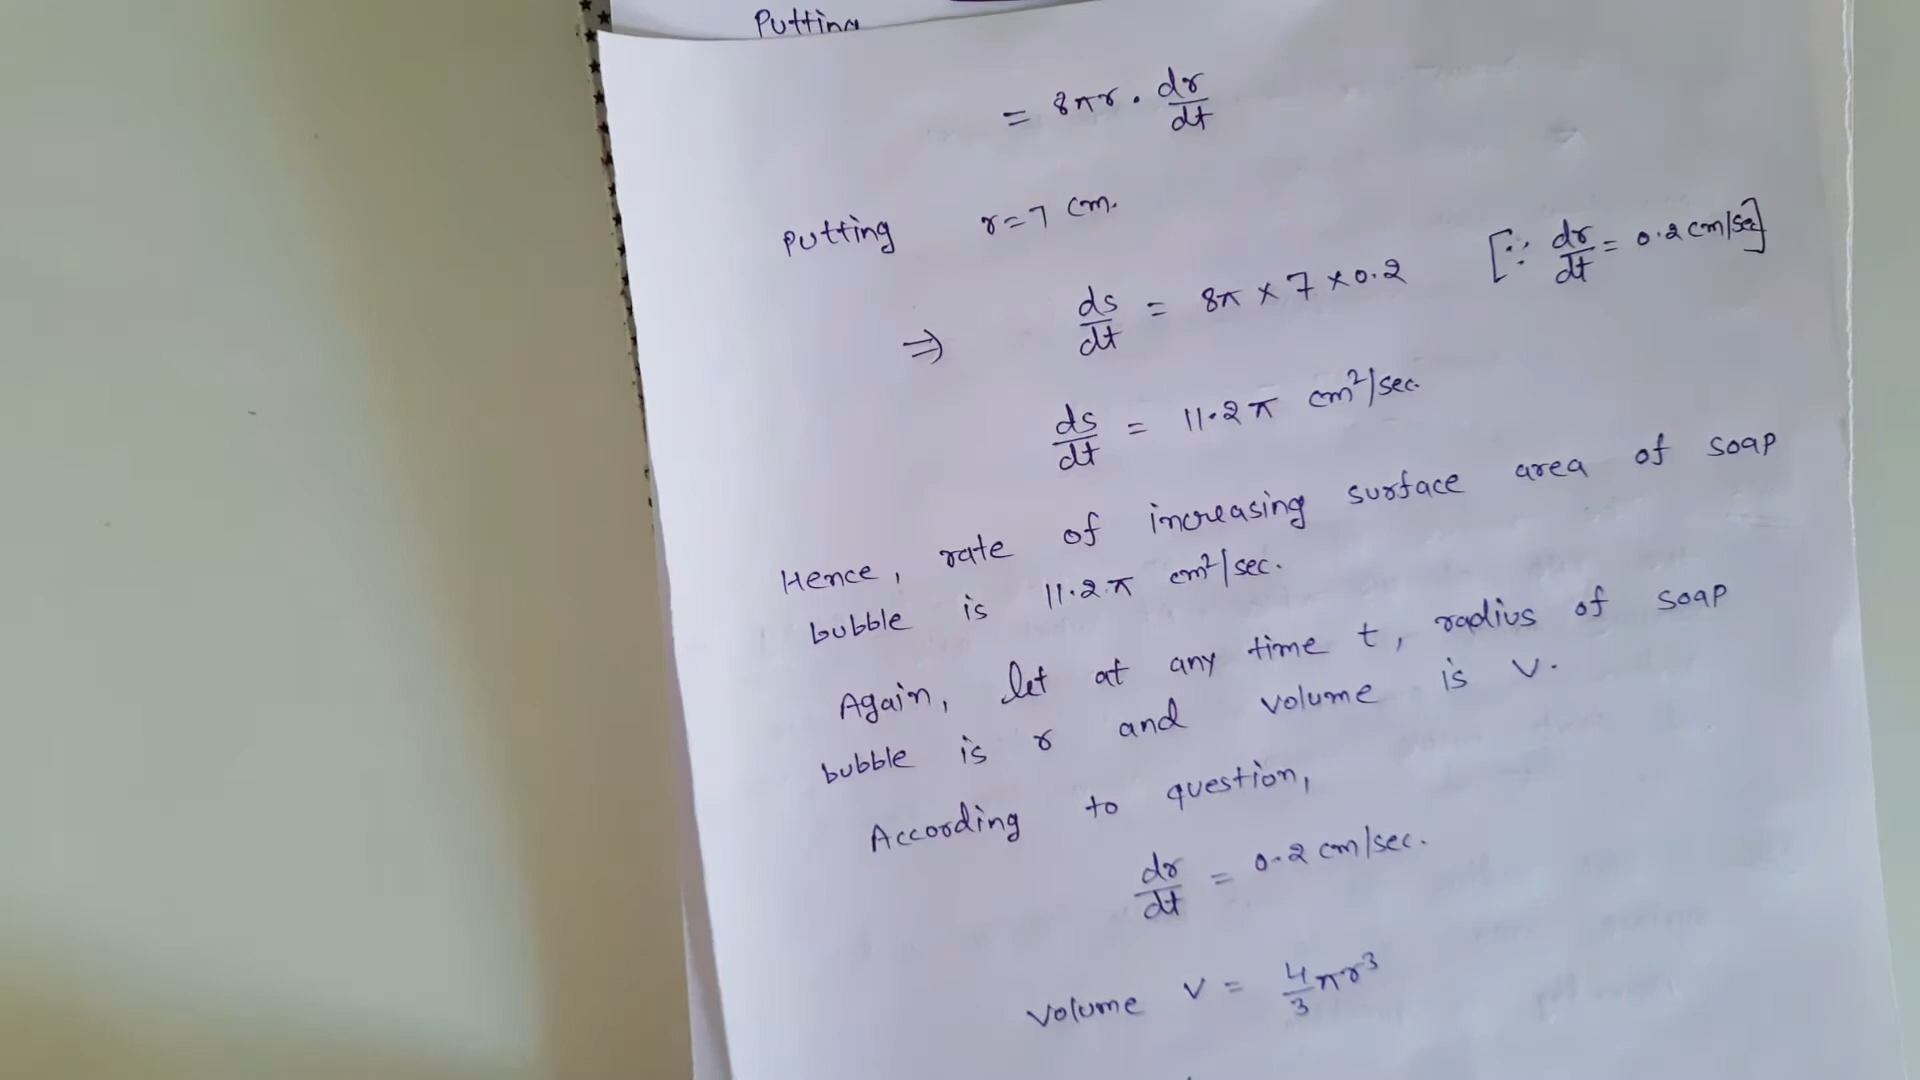 Putting
= 8πr . dr/dt
Putting r=7 cm.
⇒ ds/dt = 8π × 7 × 0.2 [∵ dr/dt = 0.2 cm/sec]
ds/dt = 11.2 π cm²/sec.
Hence, rate of increasing surface area of soap
bubble is 11.2.π cm²/sec.
Again, let at any time t, radius of soap
bubble is r and volume is V.
According to question,
dr/dt = 0.2 cm/sec.
Volume V = 4/3 πr³